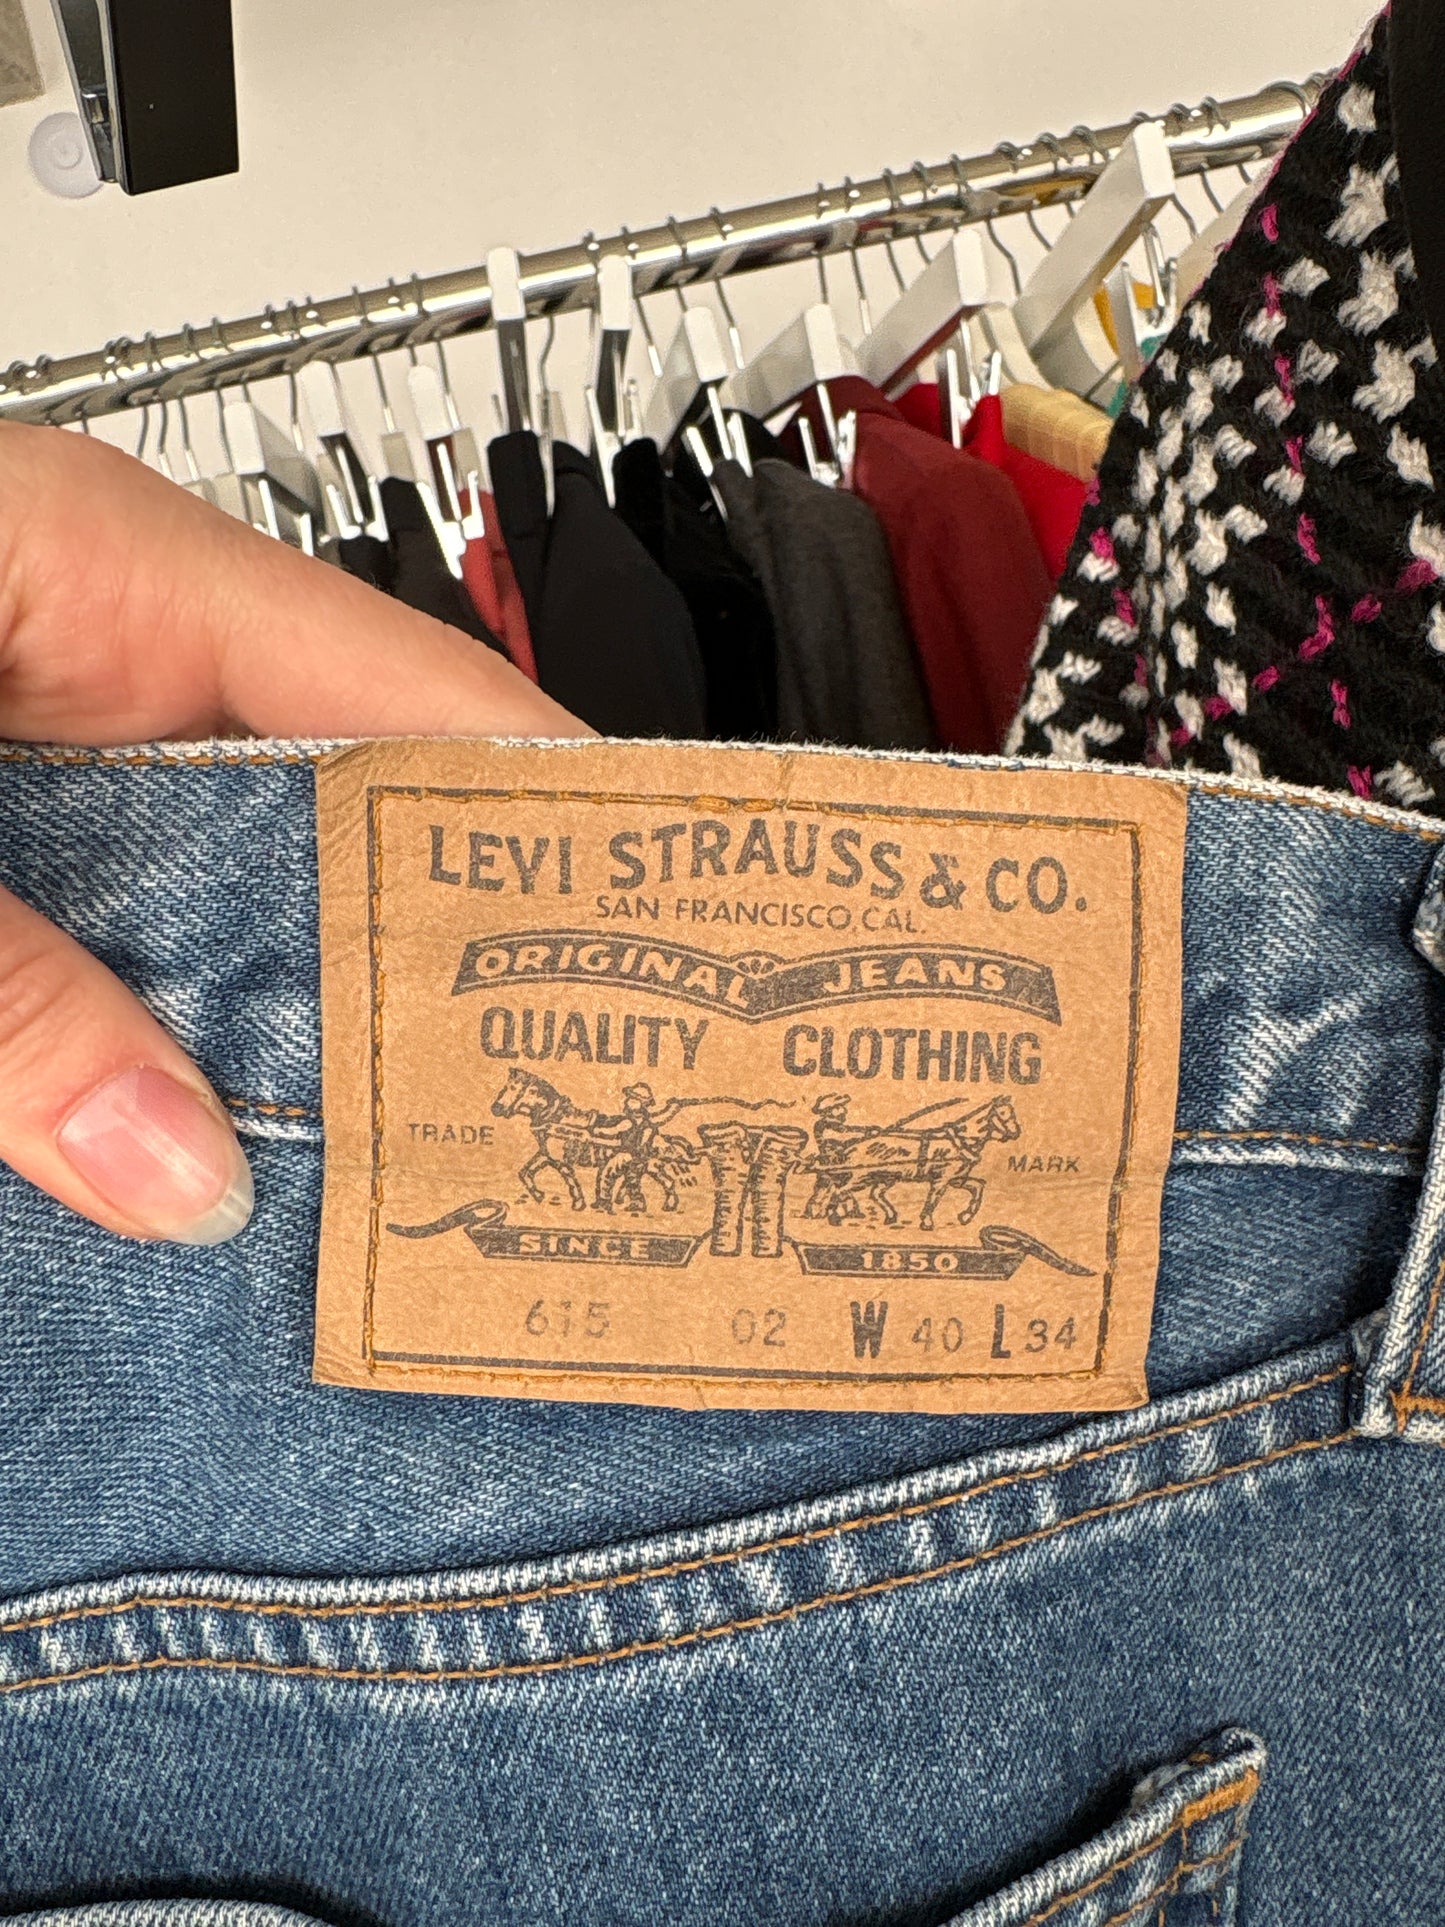 LEVI STRAUSS & CO.
SAN FRANCISCO, CAL.
ORIGINAL JEANS
QUALITY CLOTHING
TRADE MARK
SINCE 1850
615 02 W 40 L 34